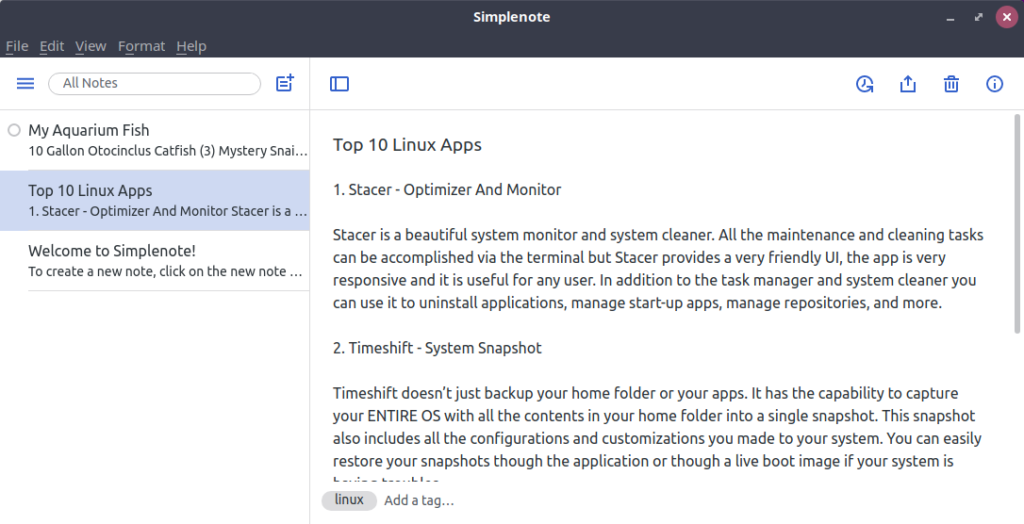 Simplenote
File Edit View Format Help
All Notes
My Aquarium Fish
10 Gallon Otocinclus Catfish (3) Mystery Snai...
Top 10 Linux Apps
1. Stacer - Optimizer And Monitor Stacer is a ...
Welcome to Simplenote!
To create a new note, click on the new note ...
Top 10 Linux Apps
1. Stacer - Optimizer And Monitor
Stacer is a beautiful system monitor and system cleaner. All the maintenance and cleaning tasks
can be accomplished via the terminal but Stacer provides a very friendly UI, the app is very
responsive and it is useful for any user. In addition to the task manager and system cleaner you
can use it to uninstall applications, manage start-up apps, manage repositories, and more.
2. Timeshift - System Snapshot
Timeshift doesn’t just backup your home folder or your apps. It has the capability to capture
your ENTIRE OS with all the contents in your home folder into a single snapshot. This snapshot
also includes all the configurations and customizations you made to your system. You can easily
restore your snapshots though the application or though a live boot image if your system is
having troubles
linux Add a tag...